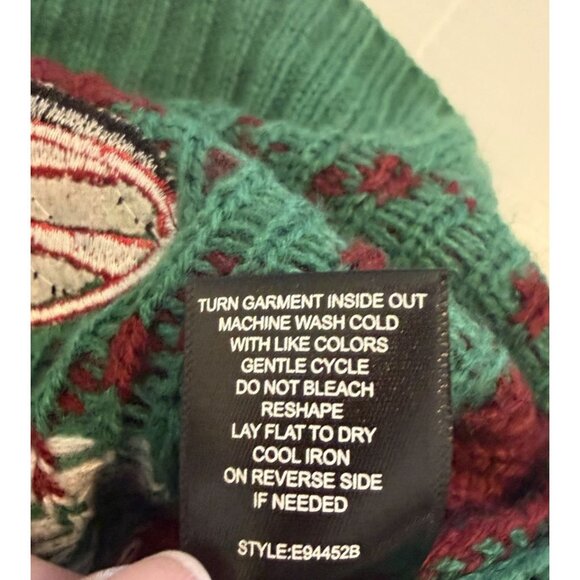 TURN GARMENT INSIDE OUT
MACHINE WASH COLD
WITH LIKE COLORS
GENTLE CYCLE
DO NOT BLEACH
RESHAPE
LAY FLAT TO DRY
COOL IRON
ON REVERSE SIDE
IF NEEDED
STYLE:E94452B